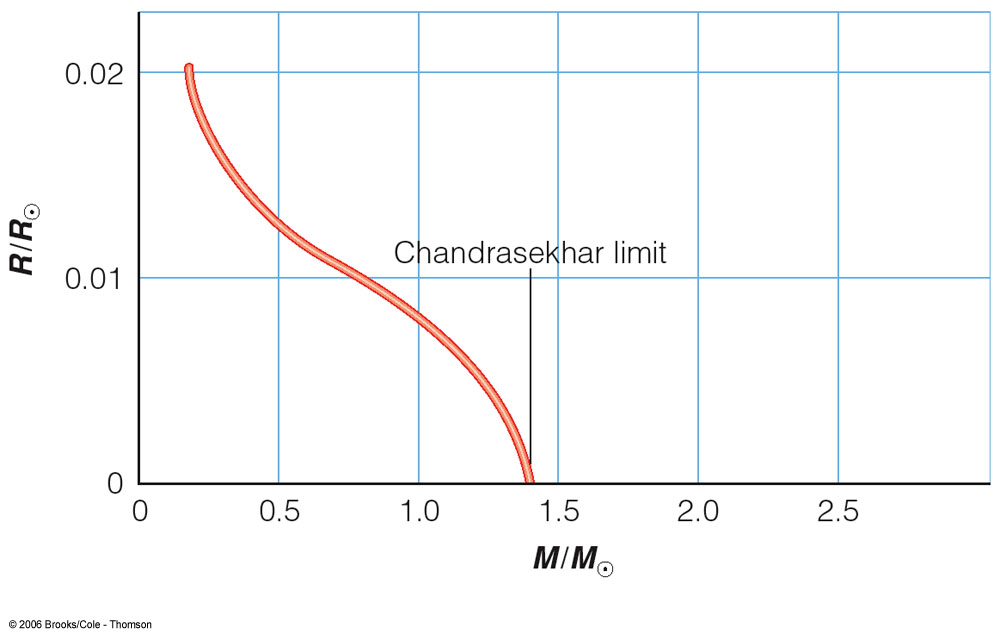 0.02
R/R☉
Chandrasekhar limit
0.01
0
0 0.5 1.0 1.5 2.0 2.5
M/M☉
© 2006 Brooks/Cole - Thomson